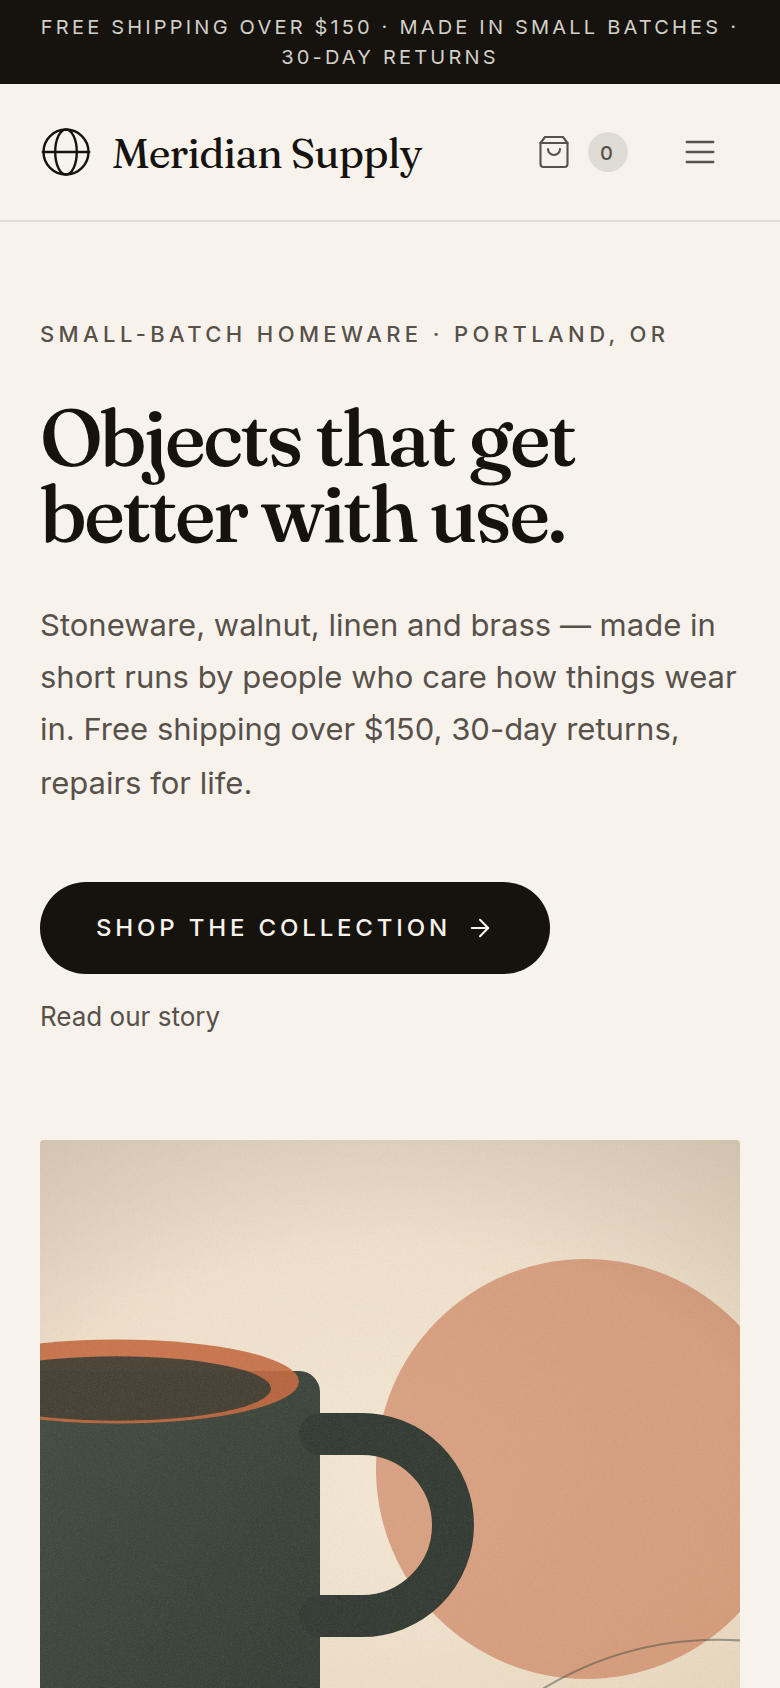 FREE SHIPPING OVER $150 · MADE IN SMALL BATCHES ·
30-DAY RETURNS
Meridian Supply
0
SMALL-BATCH HOMEWARE · PORTLAND, OR
Objects that get
better with use.
Stoneware, walnut, linen and brass — made in
short runs by people who care how things wear
in. Free shipping over $150, 30-day returns,
repairs for life.
SHOP THE COLLECTION →
Read our story